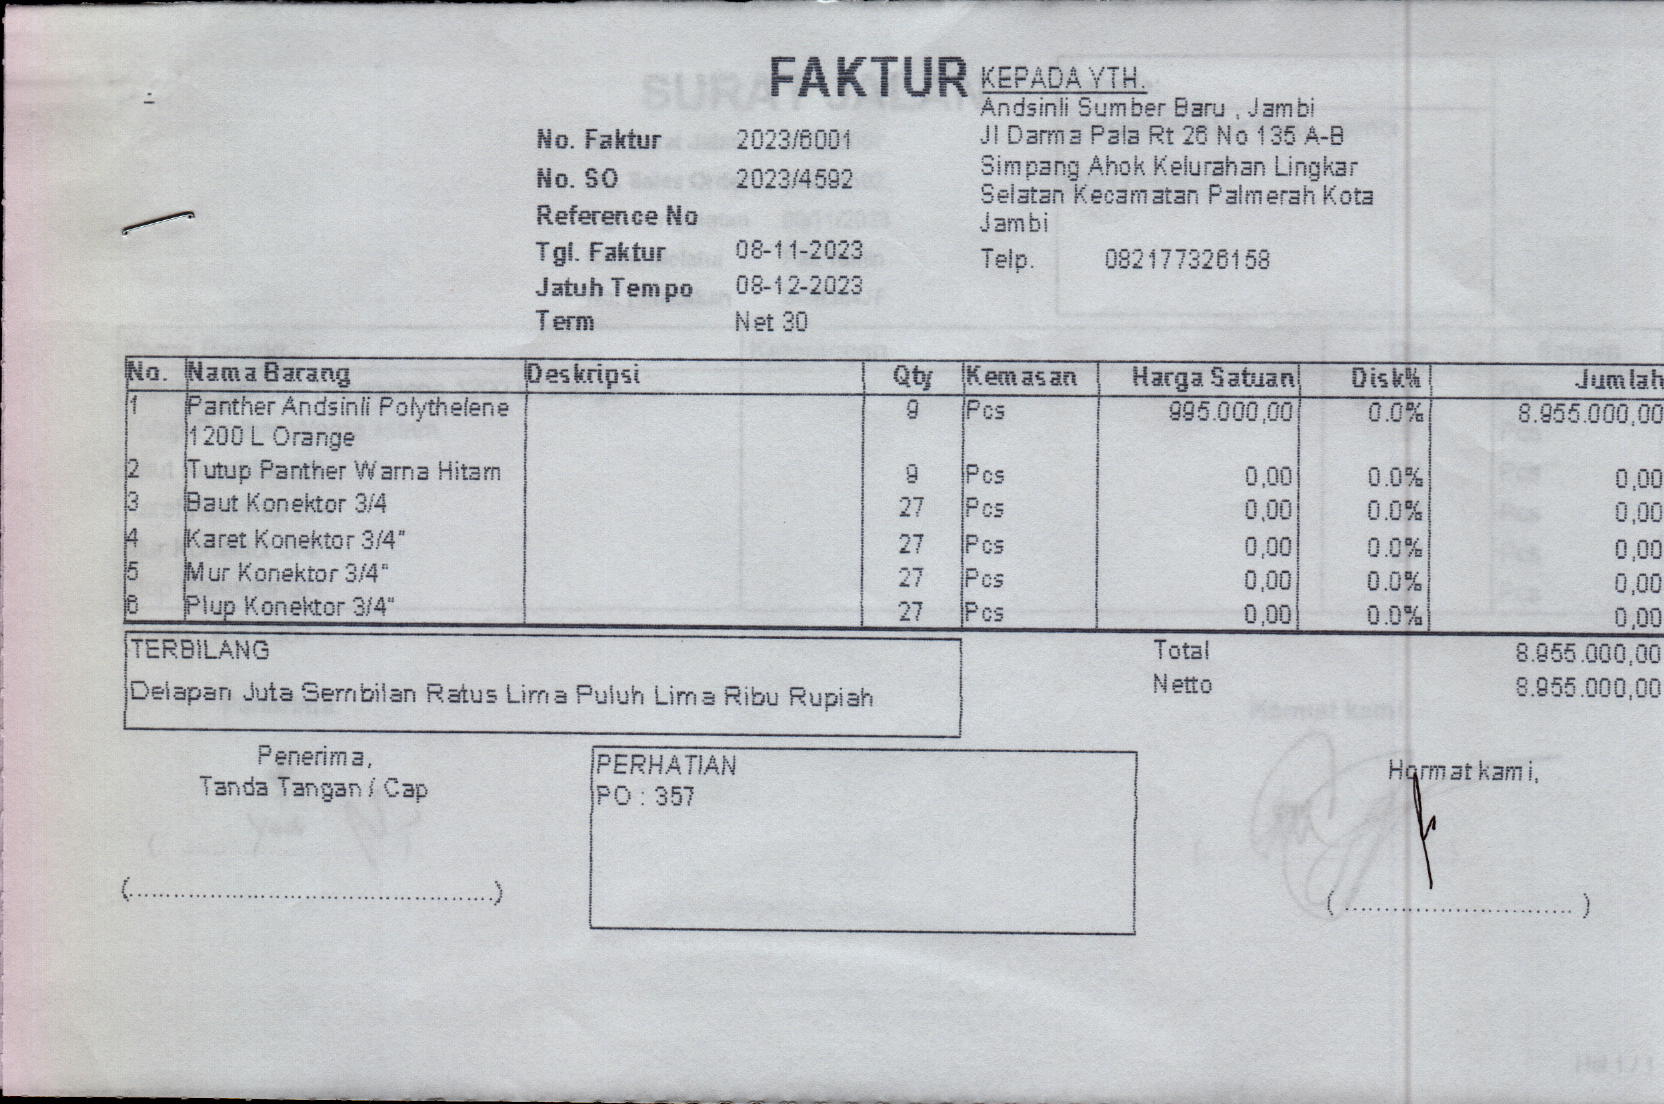 FAKTUR
KEPADA YTH.
Andsinli Sumber Baru , Jambi
Jl Darma Pala Rt 26 No 135 A-B
Simpang Ahok Kelurahan Lingkar
Selatan Kecamatan Palmerah Kota
Jambi
Telp. 082177326158
No. Faktur 2023/6001
No. SO 2023/4592
Reference No
Tgl. Faktur 08-11-2023
Jatuh Tempo 08-12-2023
Term Net 30
No. Nama Barang Deskripsi Qty Kemasan Harga Satuan Disk% Jumlah
1 Panther Andsinli Polythelene 9 Pcs 995.000,00 0.0% 8.955.000,00
1200 L Orange
2 Tutup Panther Warna Hitam 9 Pcs 0,00 0.0% 0,00
3 Baut Konektor 3/4 27 Pcs 0,00 0.0% 0,00
4 Karet Konektor 3/4" 27 Pcs 0,00 0.0% 0,00
5 Mur Konektor 3/4" 27 Pcs 0,00 0.0% 0,00
6 Plup Konektor 3/4" 27 Pcs 0,00 0.0% 0,00
TERBILANG
Delapan Juta Sembilan Ratus Lima Puluh Lima Ribu Rupiah
Total 8.955.000,00
Netto 8.955.000,00
Penerima,
Tanda Tangan / Cap
(.............................................)
PERHATIAN
PO : 357
Hormat kami,
( ............................ )
SURAT JALAN